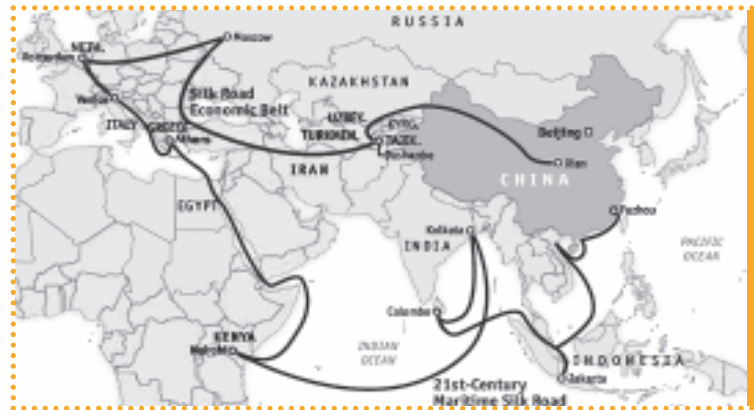 RUSSIA
Moscow
NETH.
Rotterdam
KAZAKHSTAN
Silk Road
Economic Belt
Venice
UZBEK.
KYRG.
ITALY
GREECE
TURKMEN.
TAJIK.
Beijing
Athens
Dushanbe
Xian
IRAN
CHINA
EGYPT
Fuzhou
Kolkata
INDIA
PACIFIC
OCEAN
Colombo
KENYA
Nairobi
INDIAN
OCEAN
INDONESIA
Jakarta
21st-Century
Maritime Silk Road